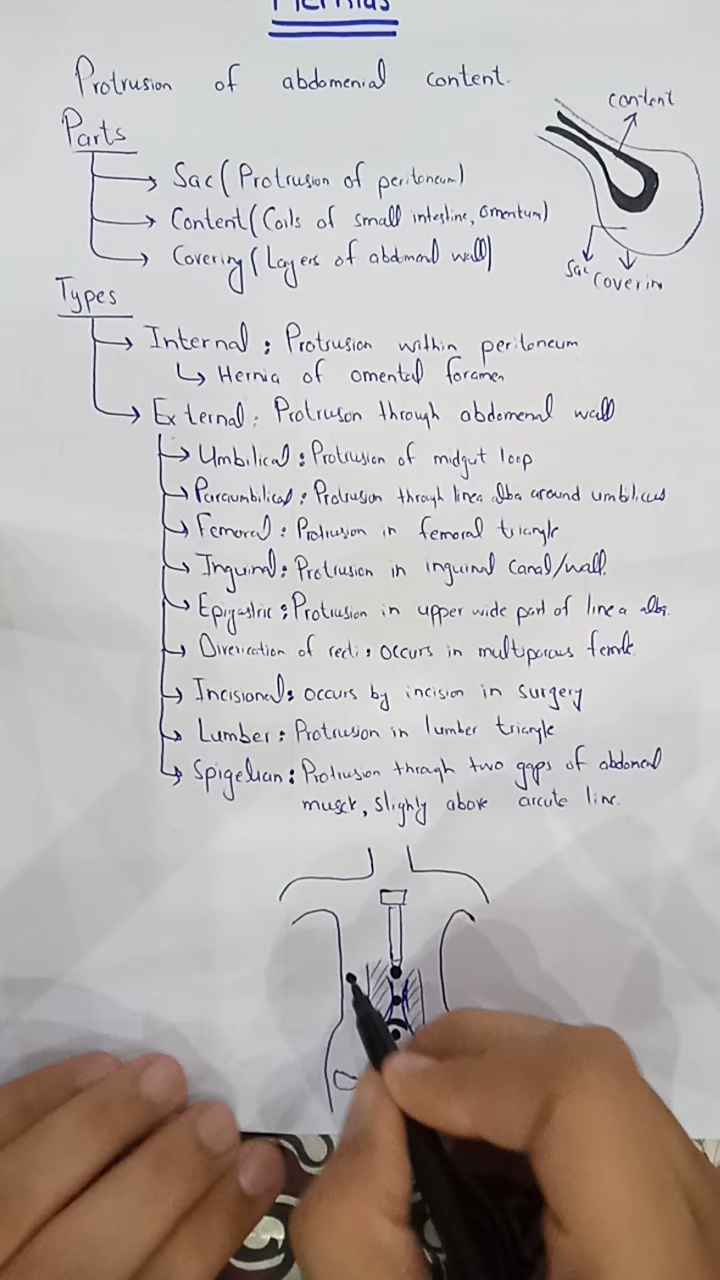 Hernias
Protrusion of abdomenial content.
content
Parts
Sac (Protrusion of peritoneum)
Content (Coils of small intestine, omentum)
Covering (Layers of abdomenal wall)
Sac
Coverin
Types
Internal : Protrusion within peritoneum
Hernia of omental foramen
External : Protruson through abdomenal wall
Umbilical : Protrusion of midgut loop
Paraumbilical : Protrusion through linea alba around umbilicus
Femoral : Protrusion in femoral triangle
Inguinal : Protrusion in inguinal Canal/wall.
Epigastric : Protrusion in upper wide part of linea alba.
Diverication of recti : occurs in multiparous female
Incisional : occurs by incision in surgery
Lumber : Protrusion in lumber triangle
Spigelian : Protrusion through two gaps of abdomenal
muscle, slighly above arcute line.